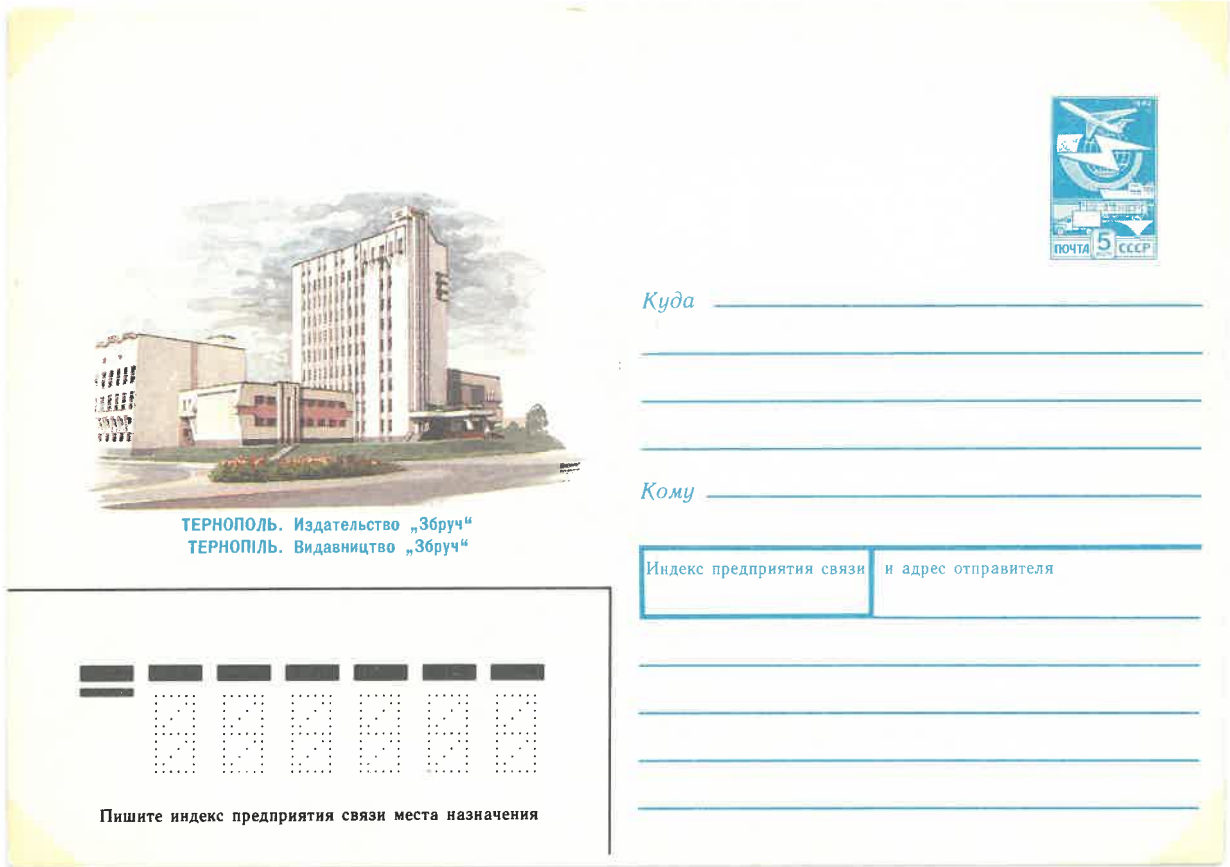 1982
ПОЧТА 5 СССР
Куда
Кому
ТЕРНОПОЛЬ. Издательство „Збруч“
ТЕРНОПІЛЬ. Видавництво „Збруч“
Индекс предприятия связи и адрес отправителя
Пишите индекс предприятия связи места назначения